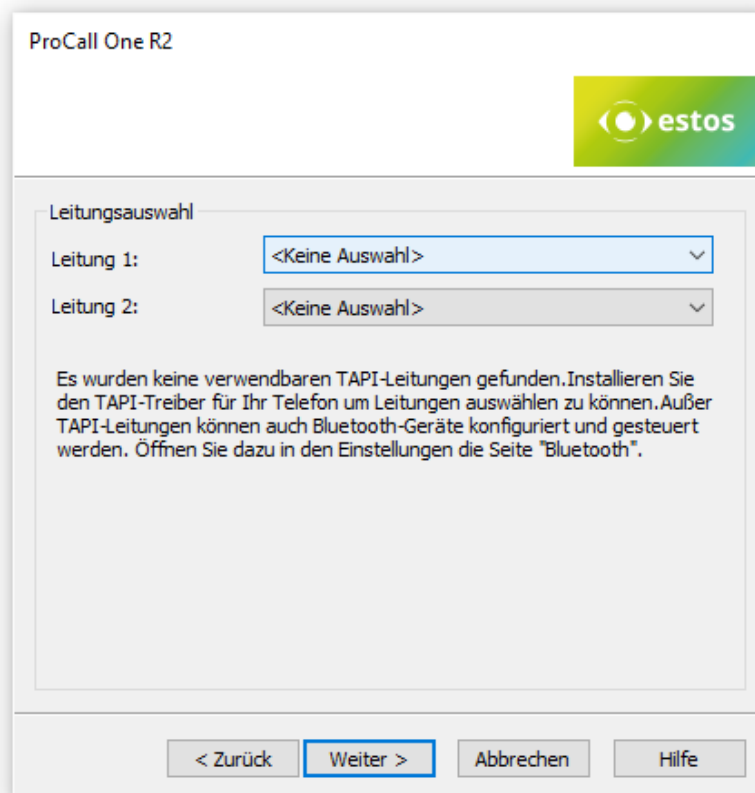 ProCall One R2
estos
Leitungsauswahl
Leitung 1:
<Keine Auswahl>
Leitung 2:
<Keine Auswahl>
Es wurden keine verwendbaren TAPI-Leitungen gefunden.Installieren Sie
den TAPI-Treiber für Ihr Telefon um Leitungen auswählen zu können.Außer
TAPI-Leitungen können auch Bluetooth-Geräte konfiguriert und gesteuert
werden. Öffnen Sie dazu in den Einstellungen die Seite "Bluetooth".
< Zurück
Weiter >
Abbrechen
Hilfe